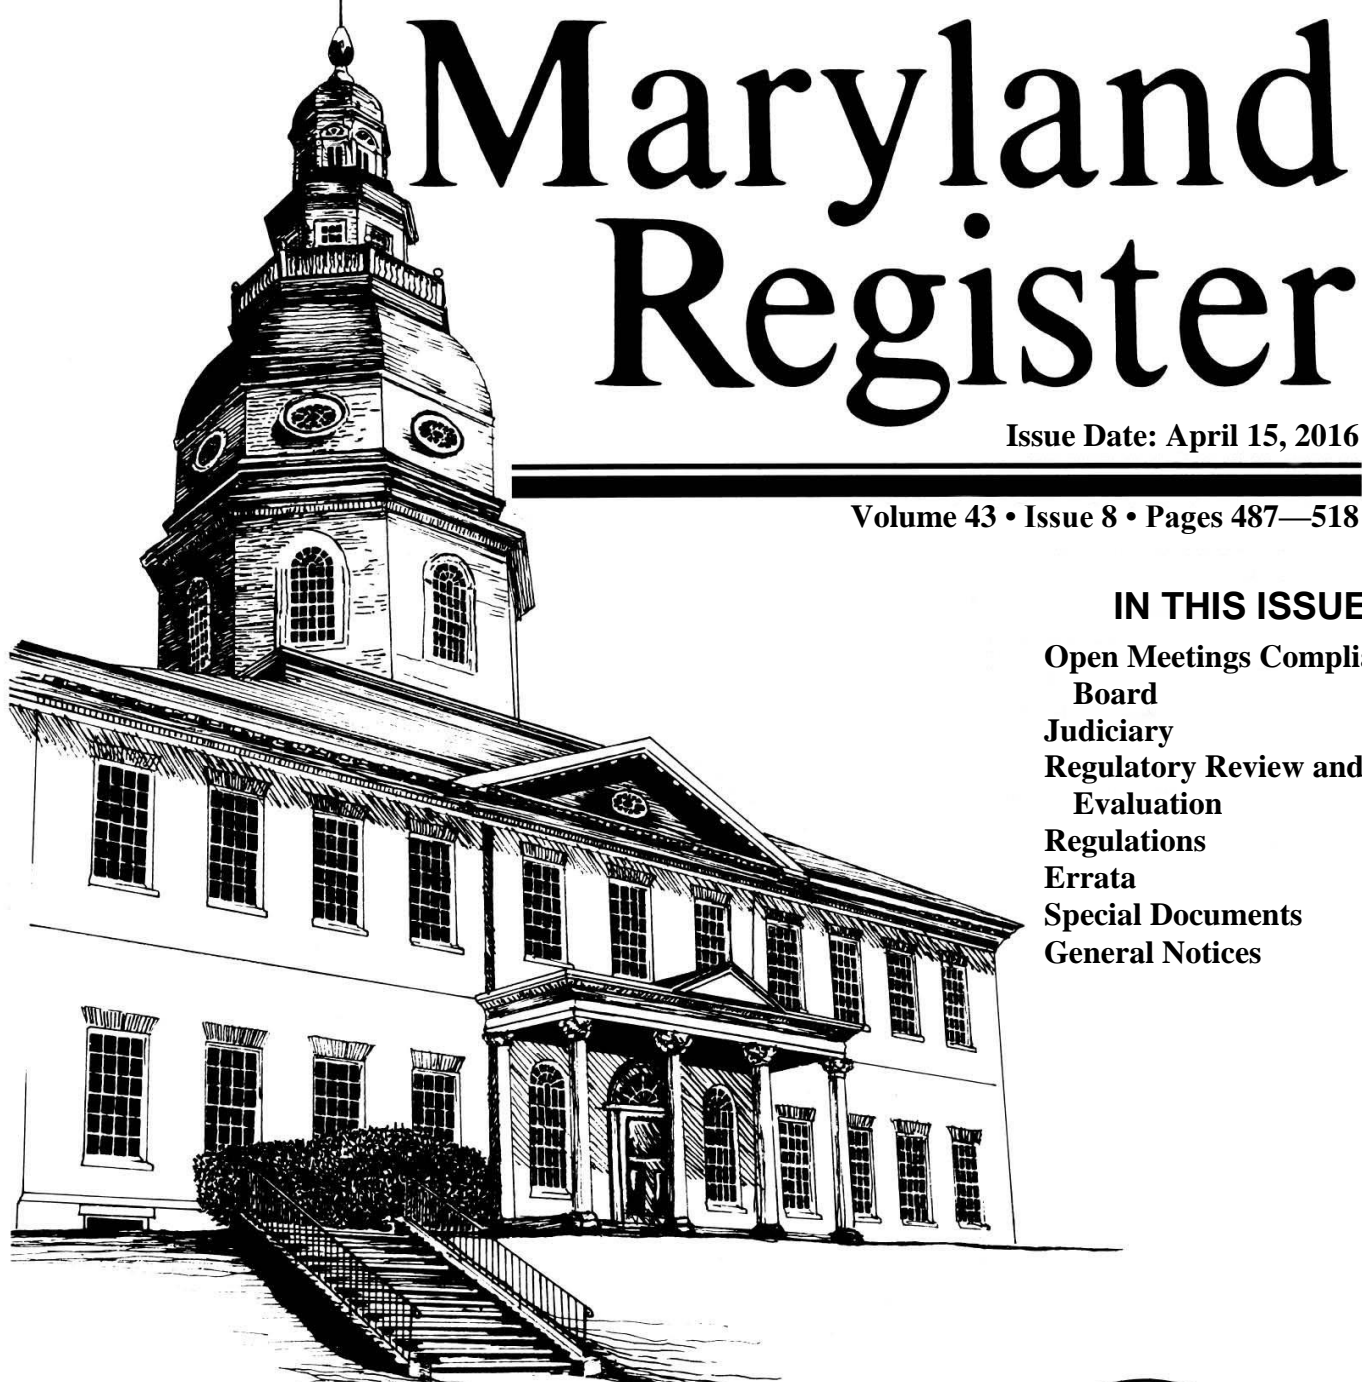 Maryland
Register
Issue Date: April 15, 2016
Volume 43 • Issue 8 • Pages 487—518
IN THIS ISSUE
Open Meetings
Board
Judiciary
Regulatory Review and
Evaluation
Regulations
Errata
Special Documents
General Notices